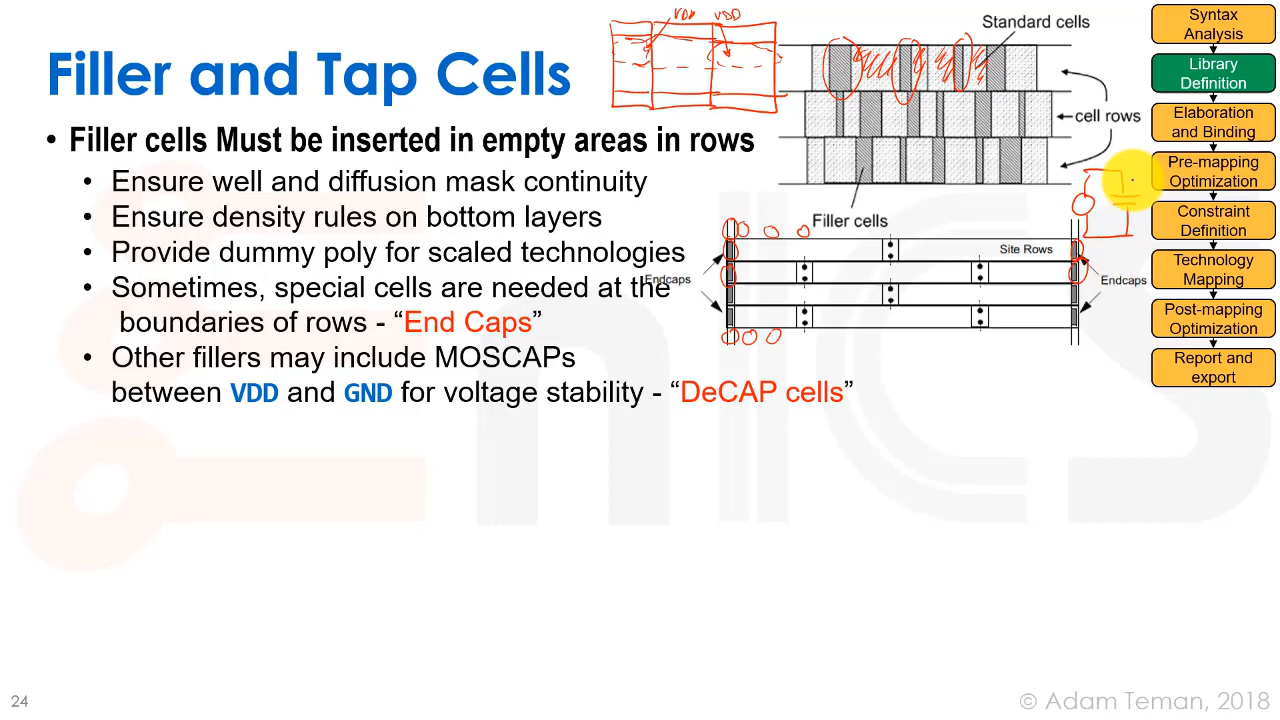 Filler and Tap Cells
• Filler cells Must be inserted in empty areas in rows
• Ensure well and diffusion mask continuity
• Ensure density rules on bottom layers
• Provide dummy poly for scaled technologies
• Sometimes, special cells are needed at the
boundaries of rows - “End Caps”
• Other fillers may include MOSCAPs
between VDD and GND for voltage stability - “DeCAP cells”
VDD VDD
Standard cells
cell rows
Filler cells
Site Rows
Endcaps
Endcaps
Syntax
Analysis
Library
Definition
Elaboration
and Binding
Pre-mapping
Optimization
Constraint
Definition
Technology
Mapping
Post-mapping
Optimization
Report and
export
nics
24
© Adam Teman, 2018